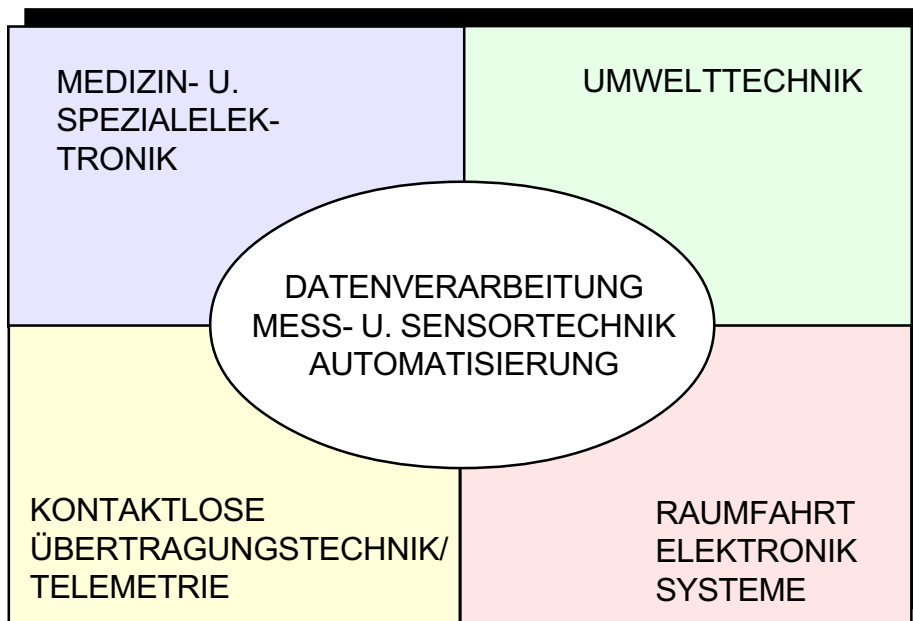 MEDIZIN- U.
SPEZIALELEK-
TRONIK
UMWELTTECHNIK
DATENVERARBEITUNG
MESS- U. SENSORTECHNIK
AUTOMATISIERUNG
KONTAKTLOSE
ÜBERTRAGUNGSTECHNIK/
TELEMETRIE
RAUMFAHRT
ELEKTRONIK
SYSTEME